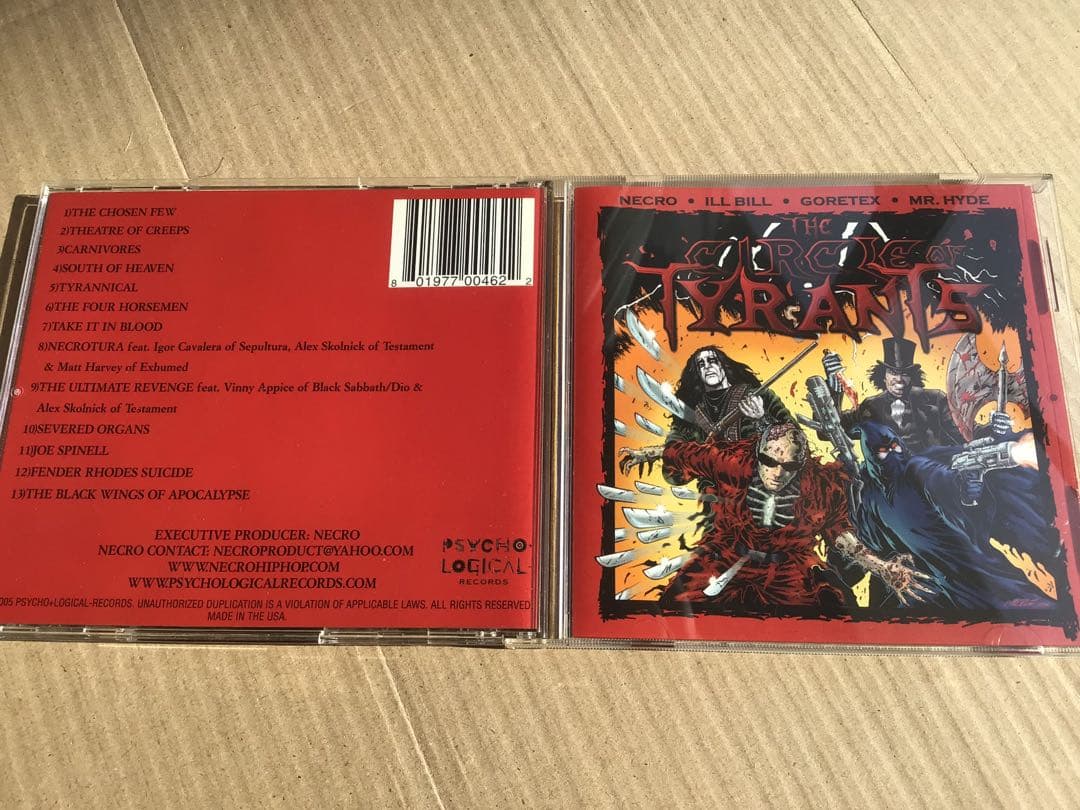 1)THE CHOSEN FEW
2)THEATRE OF CREEPS
3)CARNIVORES
4)SOUTH OF HEAVEN
5)TYRANNICAL
6)THE FOUR HORSEMEN
7)TAKE IT IN BLOOD
8)NECROTURA feat. Igor Cavalera of Sepultura, Alex Skolnick of Testament
& Matt Harvey of Exhumed
9)THE ULTIMATE REVENGE feat. Vinny Appice of Black Sabbath/Dio &
Alex Skolnick of Testament
10)SEVERED ORGANS
11)JOE SPINELL
12)FENDER RHODES SUICIDE
13)THE BLACK WINGS OF APOCALYPSE
8 01977 00462 2
EXECUTIVE PRODUCER: NECRO
NECRO CONTACT: NECROPRODUCT@YAHOO.COM
WWW.NECROHIPHOP.COM
WWW.PSYCHOLOGICALRECORDS.COM
PSYCHO
LOGICAL
RECORDS
005 PSYCHO+LOGICAL-RECORDS. UNAUTHORIZED DUPLICATION IS A VIOLATION OF APPLICABLE LAWS. ALL RIGHTS RESERVED
MADE IN THE USA.
NECRO • ILL BILL • GORETEX • MR. HYDE
THE
CIRCLE OF
TYRANTS